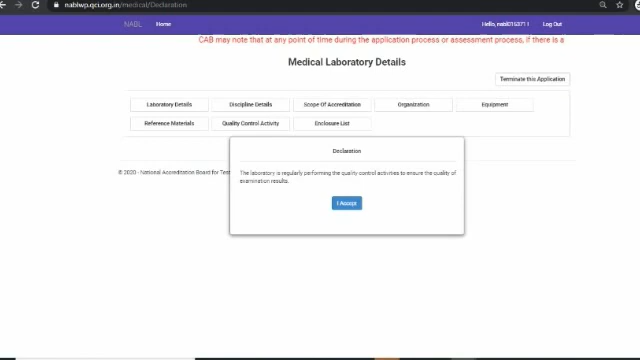 nablwp.qci.org.in/medical/Declaration
NABL Home Hello, nabl0153711 Log Out
CAB may note that at any point of time during the application process or assessment process, if there is a
Medical Laboratory Details
Terminate this Application
Laboratory Details Discipline Details Scope Of Accreditation Organization Equipment
Reference Materials Quality Control Activity Enclosure List
Declaration
© 2020 - National Accreditation Board for Test
The laboratory is regularly performing the quality control activities to ensure the quality of
examination results.
I Accept